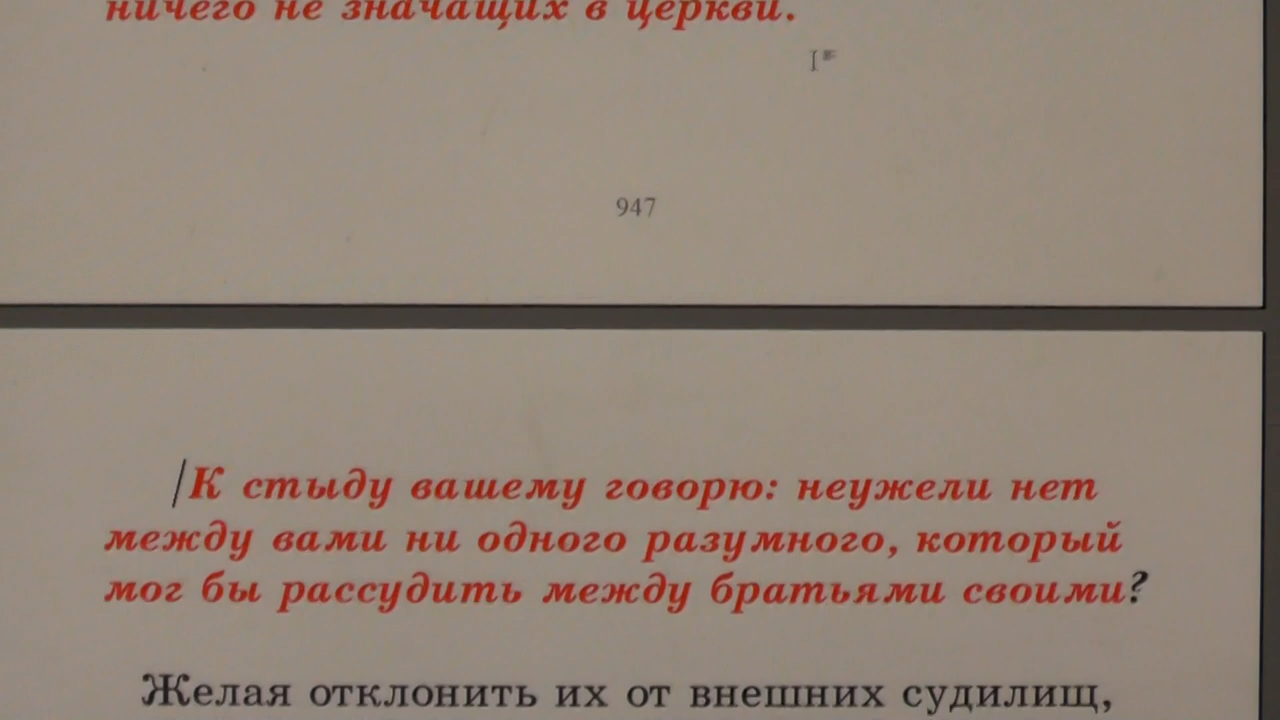 ничего не значащих в церкви.
947
К стыду вашему говорю: неужели нет
между вами ни одного разумного, который
мог бы рассудить между братьями своими?
Желая отклонить их от внешних судилищ,